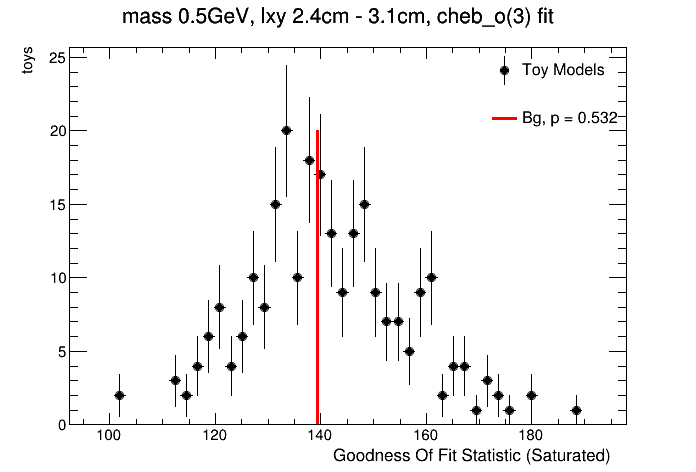 mass 0.5GeV, lxy 2.4cm - 3.1cm, cheb_o(3) fit
toys
25
20
15
10
5
0
Toy Models
Bg, p = 0.532
100 120 140 160 180
Goodness Of Fit Statistic (Saturated)